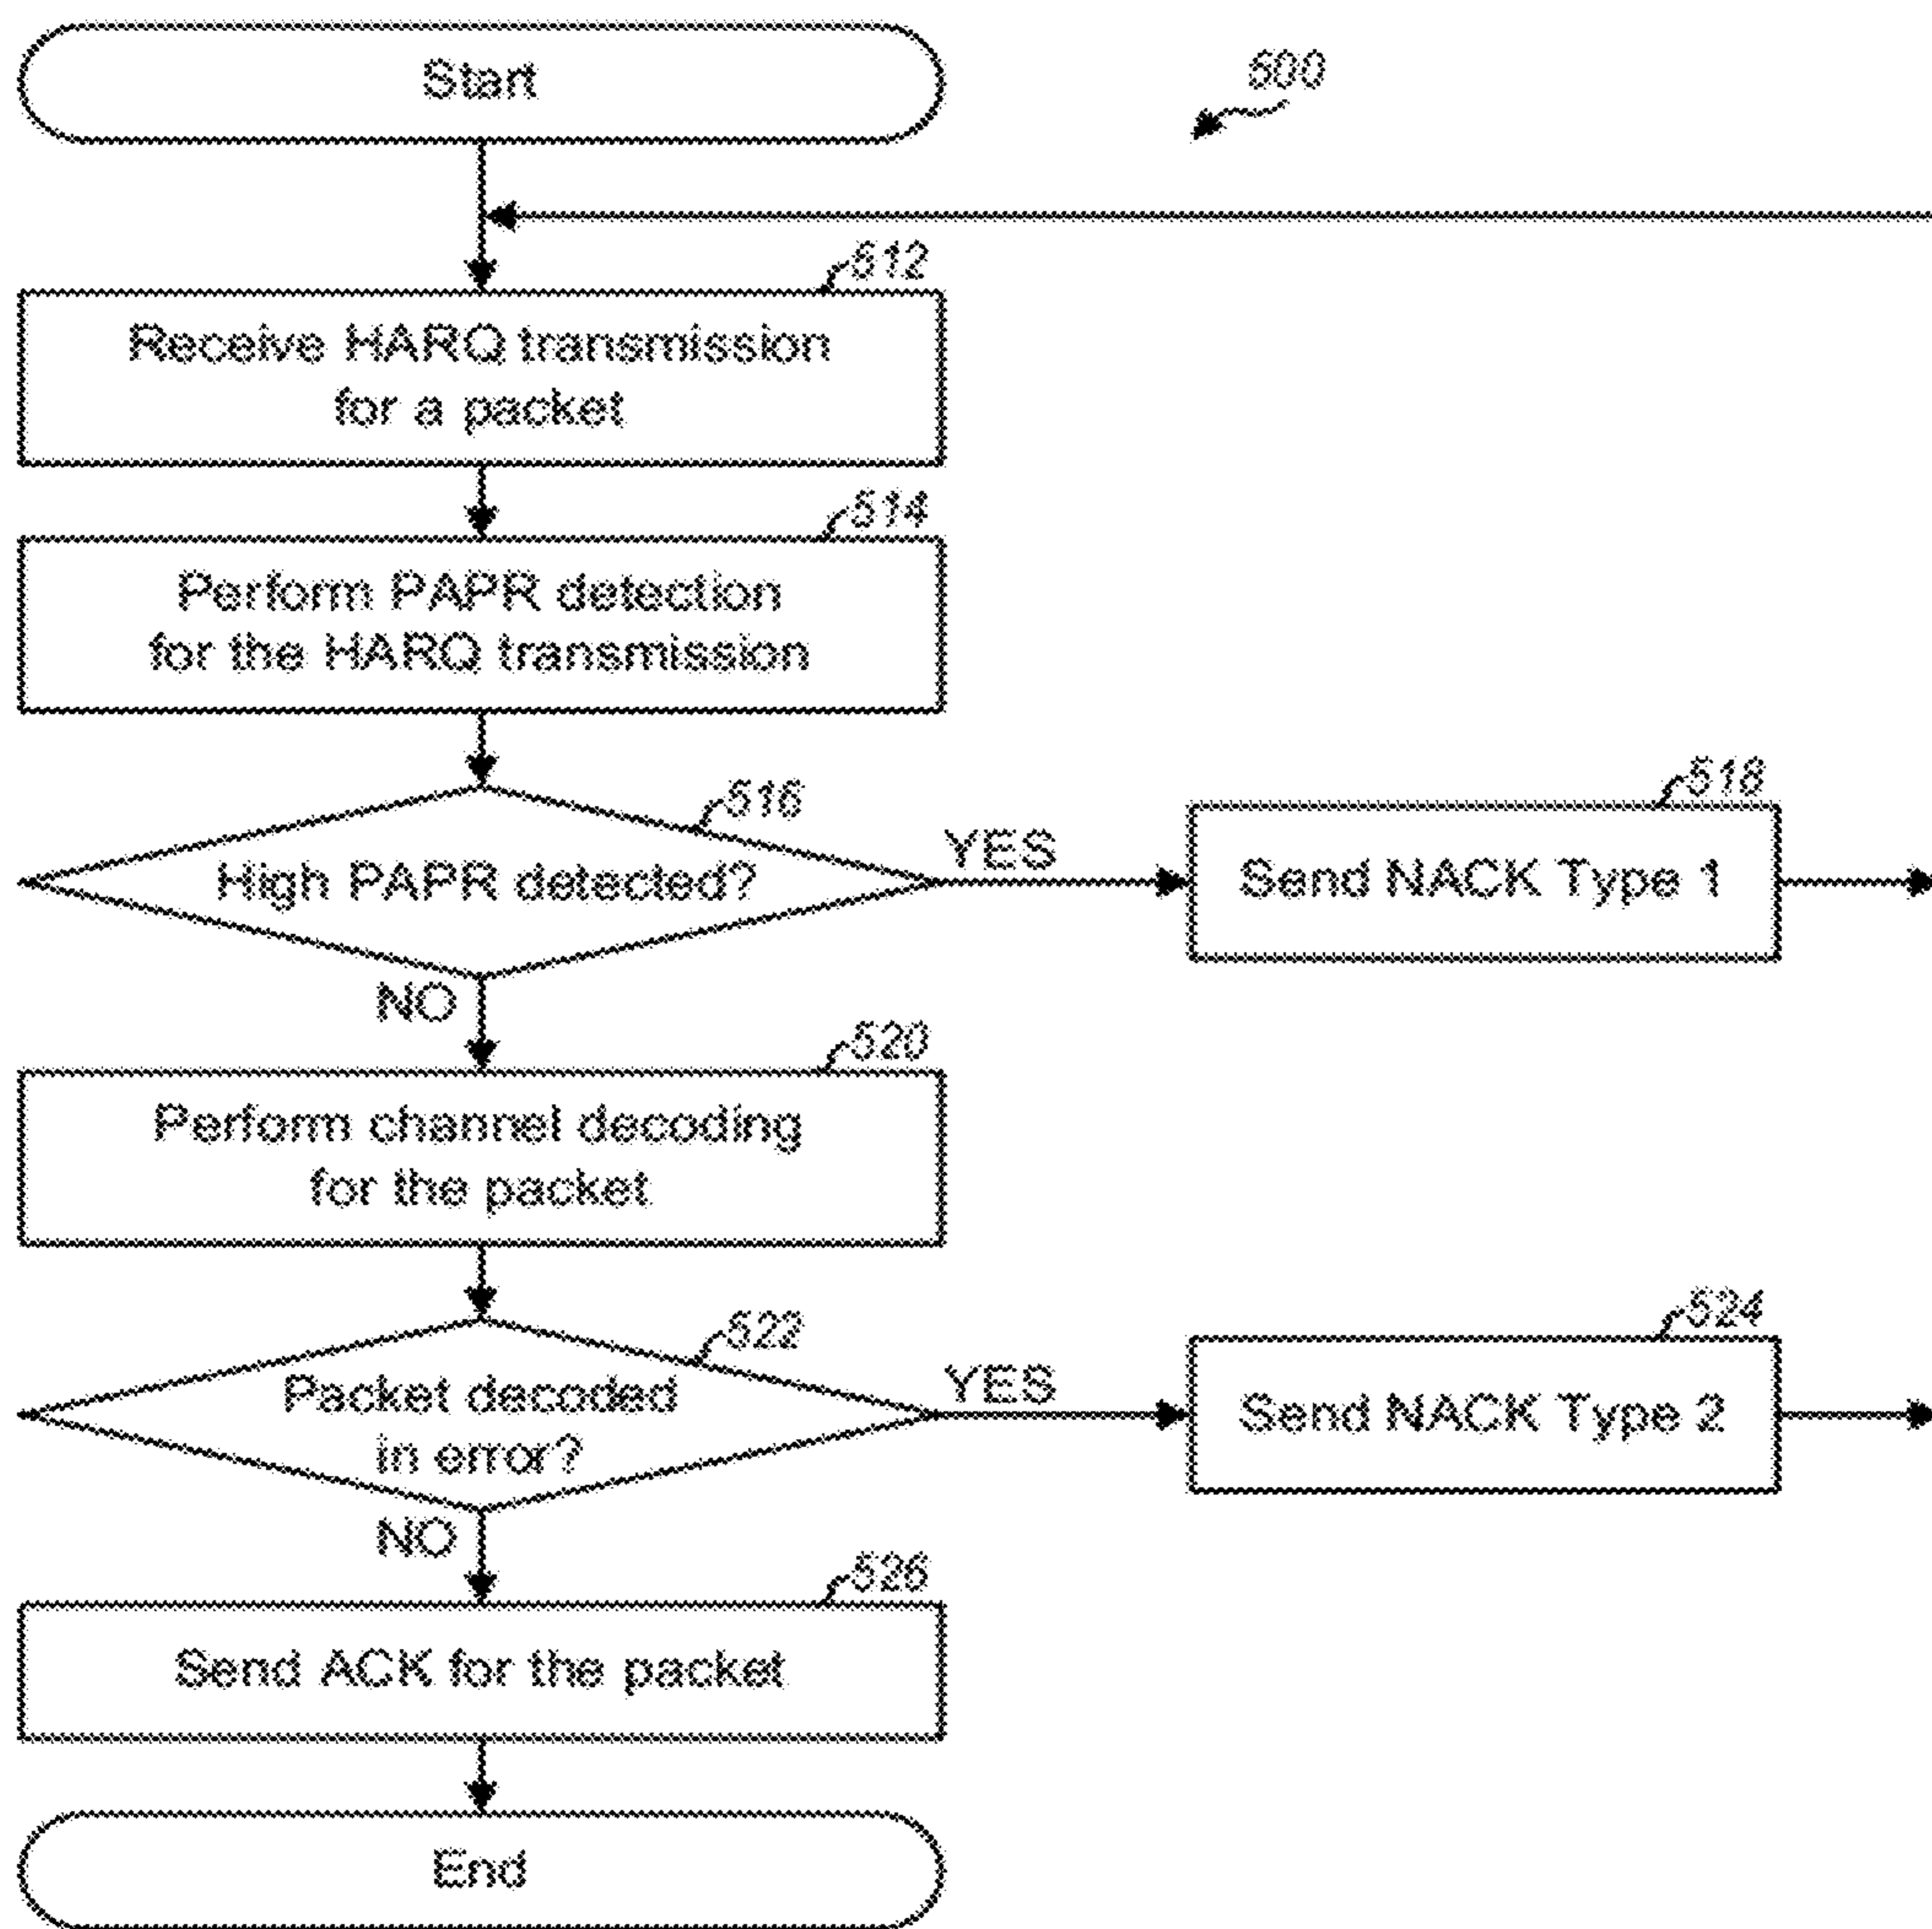 Start
500
512
Receive HARQ transmission
for a packet
514
Perform PAPR detection
for the HARQ transmission
516
High PAPR detected?
YES
518
Send NACK Type 1
NO
520
Perform channel decoding
for the packet
522
Packet decoded
in error?
YES
524
Send NACK Type 2
NO
526
Send ACK for the packet
End